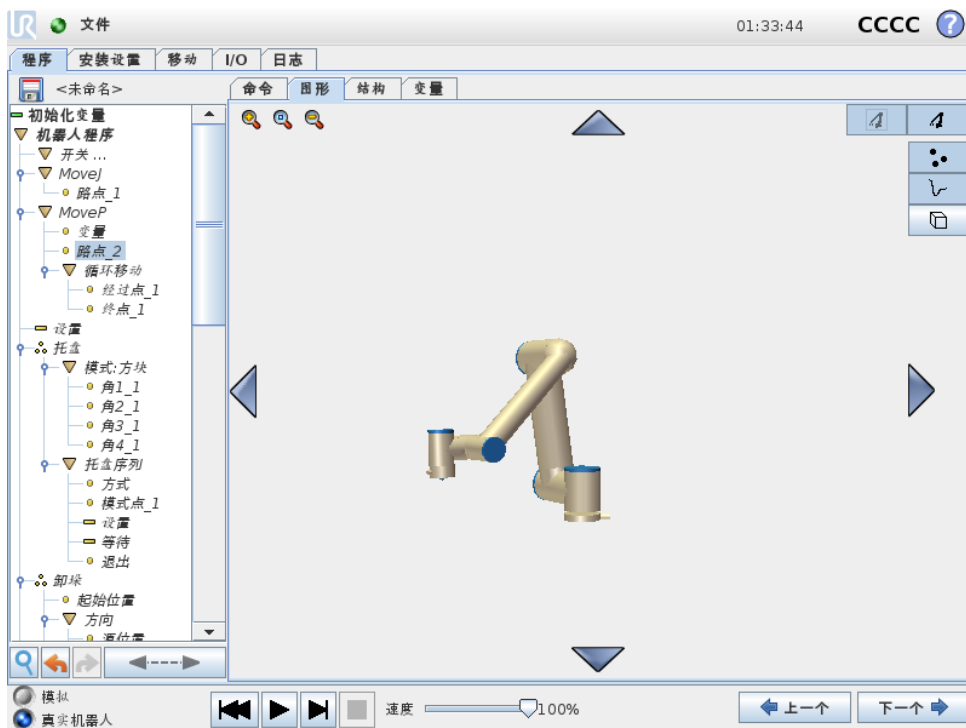 UR 文件 01:33:44 CCCC ?
程序 安装设置 移动 I/O 日志
<未命名> 命令 图形 结构 变量
初始化变量
机器人程序
开关 ...
MoveJ
路点_1
MoveP
变量
路点_2
循环移动
经过点_1
终点_1
设置
托盘
模式:方块
角1_1
角2_1
角3_1
角4_1
托盘序列
方式
模式点_1
设置
等待
退出
卸垛
起始位置
方向
源位置
模拟
真实机器人
速度 100%
上一个 下一个